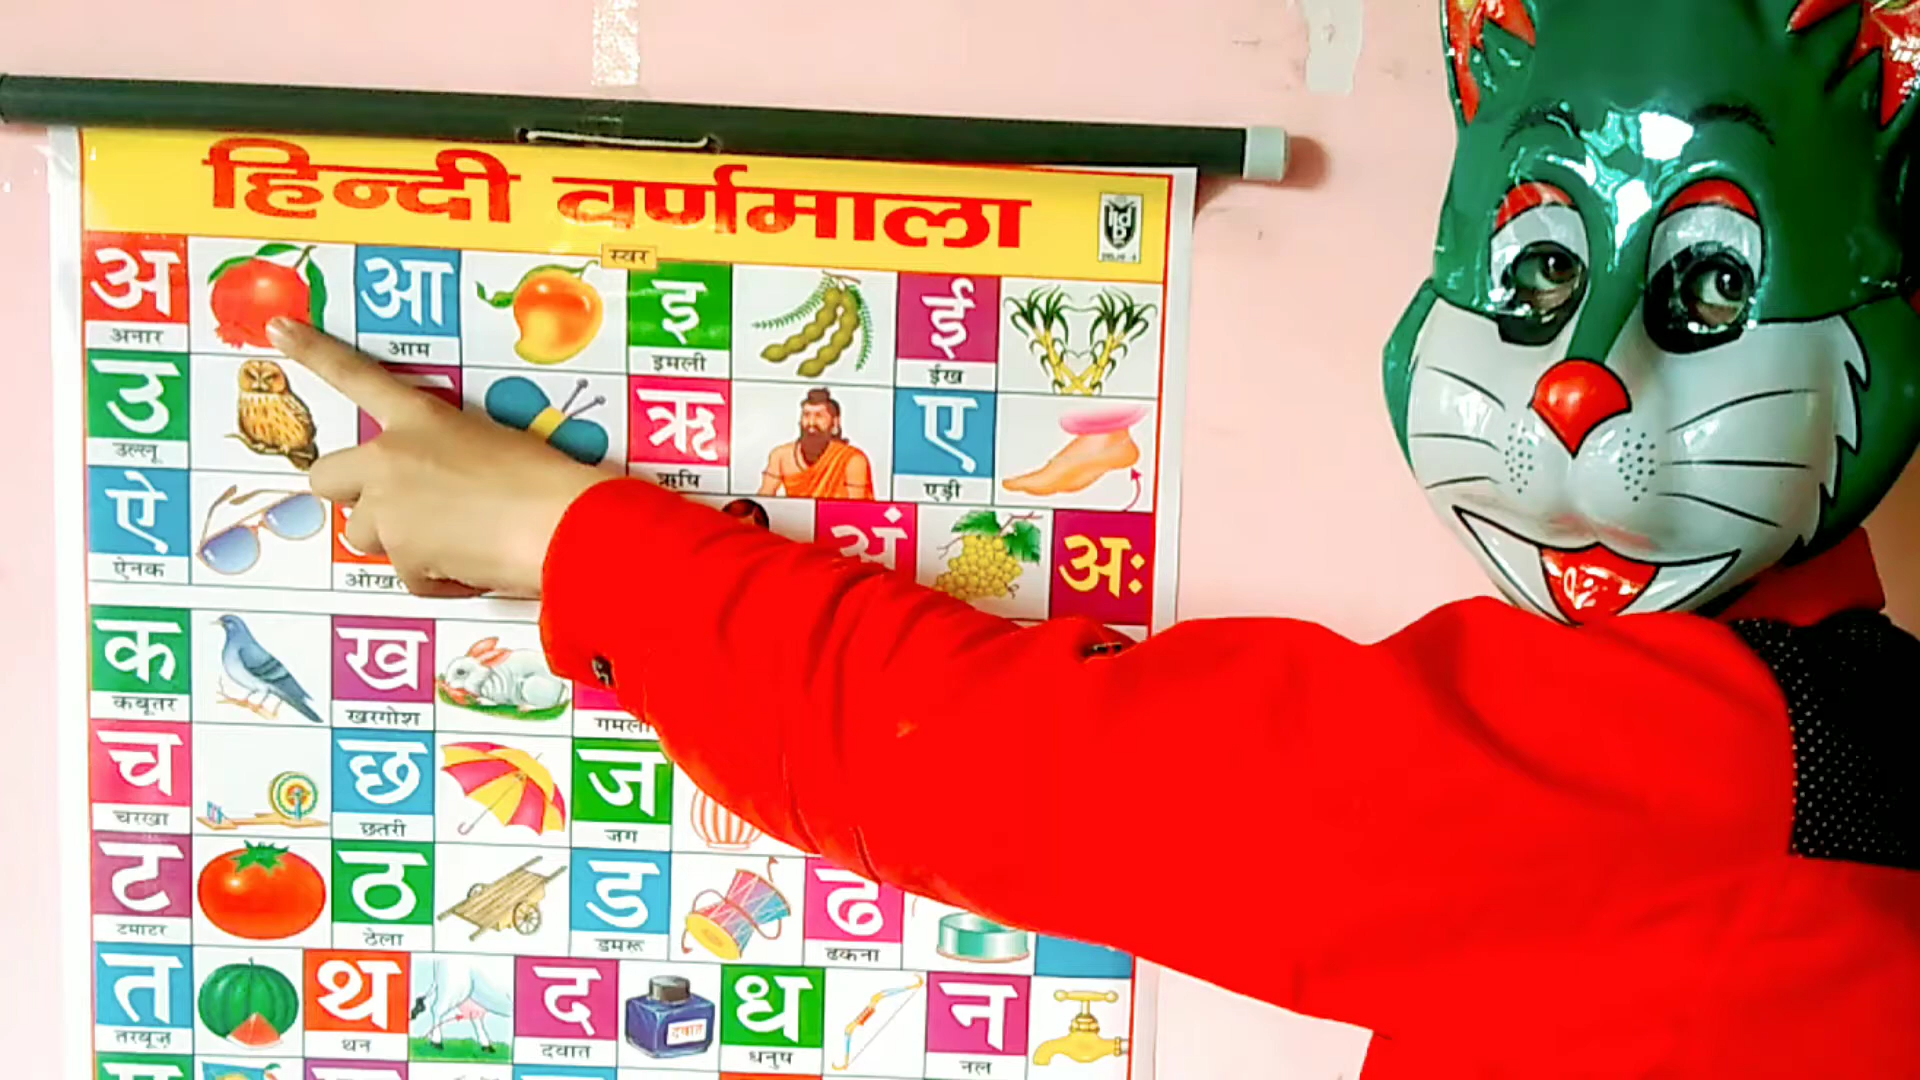 हिन्दी वर्णमाला
स्वर
अ आ इ ई
अनार आम इमली ईख
उ ऋ ए
उल्लू ऋषि एड़ी
ऐ अं अः
ऐनक
क ख
कबूतर खरगोश
च छ ज
चरखा छतरी जग
ट ठ ड ढ
टमाटर ठेला डमरू ढकना
त थ द ध न
दवात
तरबूज़ थन दवात धनुष नल